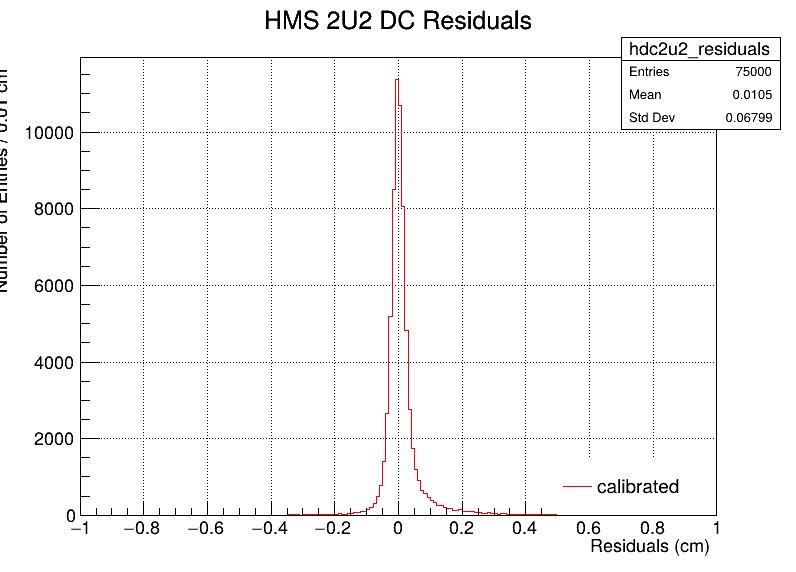 HMS 2U2 DC Residuals
hdc2u2_residuals
Entries 75000
Mean 0.0105
Std Dev 0.06799
Number of Entries / 0.01 cm
10000
8000
6000
4000
2000
0
calibrated
−1 −0.8 −0.6 −0.4 −0.2 0 0.2 0.4 0.6 0.8 1
Residuals (cm)